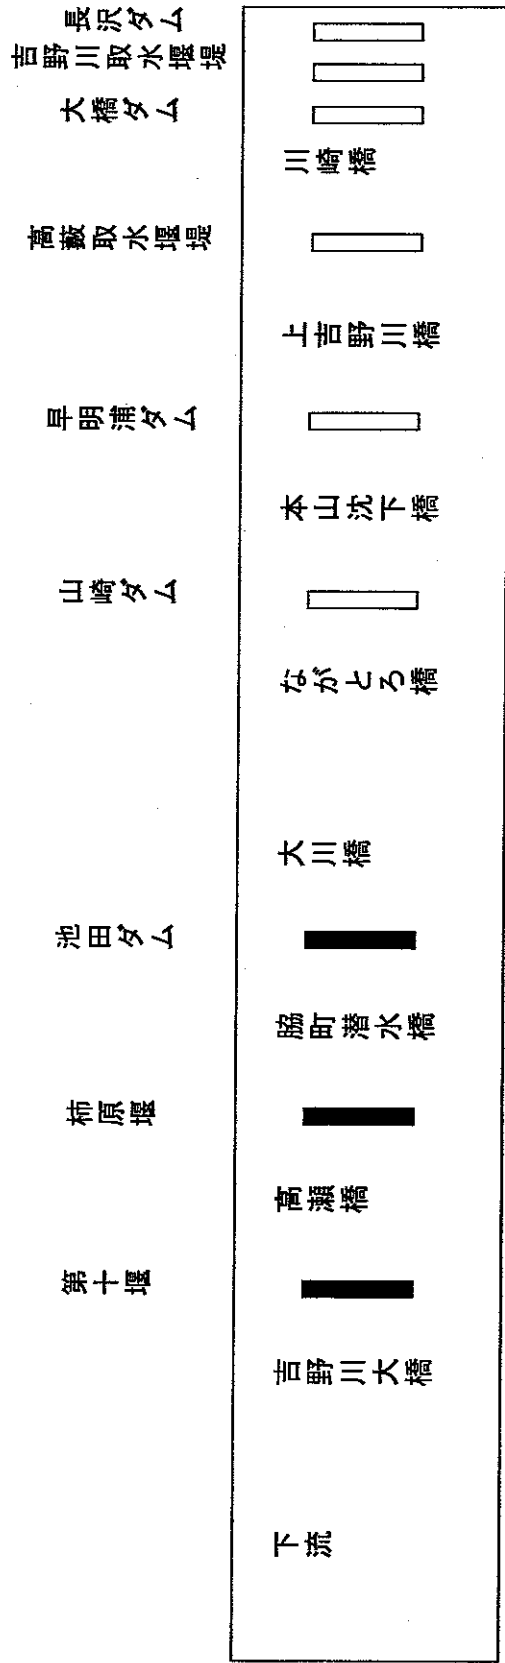 長沢ダム
吉野川取水堰堤
大橋ダム
川崎橋
高薮取水堰堤
上吉野川橋
早明浦ダム
本山沈下橋
山崎ダム
ながとろ橋
大川橋
池田ダム
脇町潜水橋
柿原堰
高瀬橋
第十堰
吉野川大橋
下流